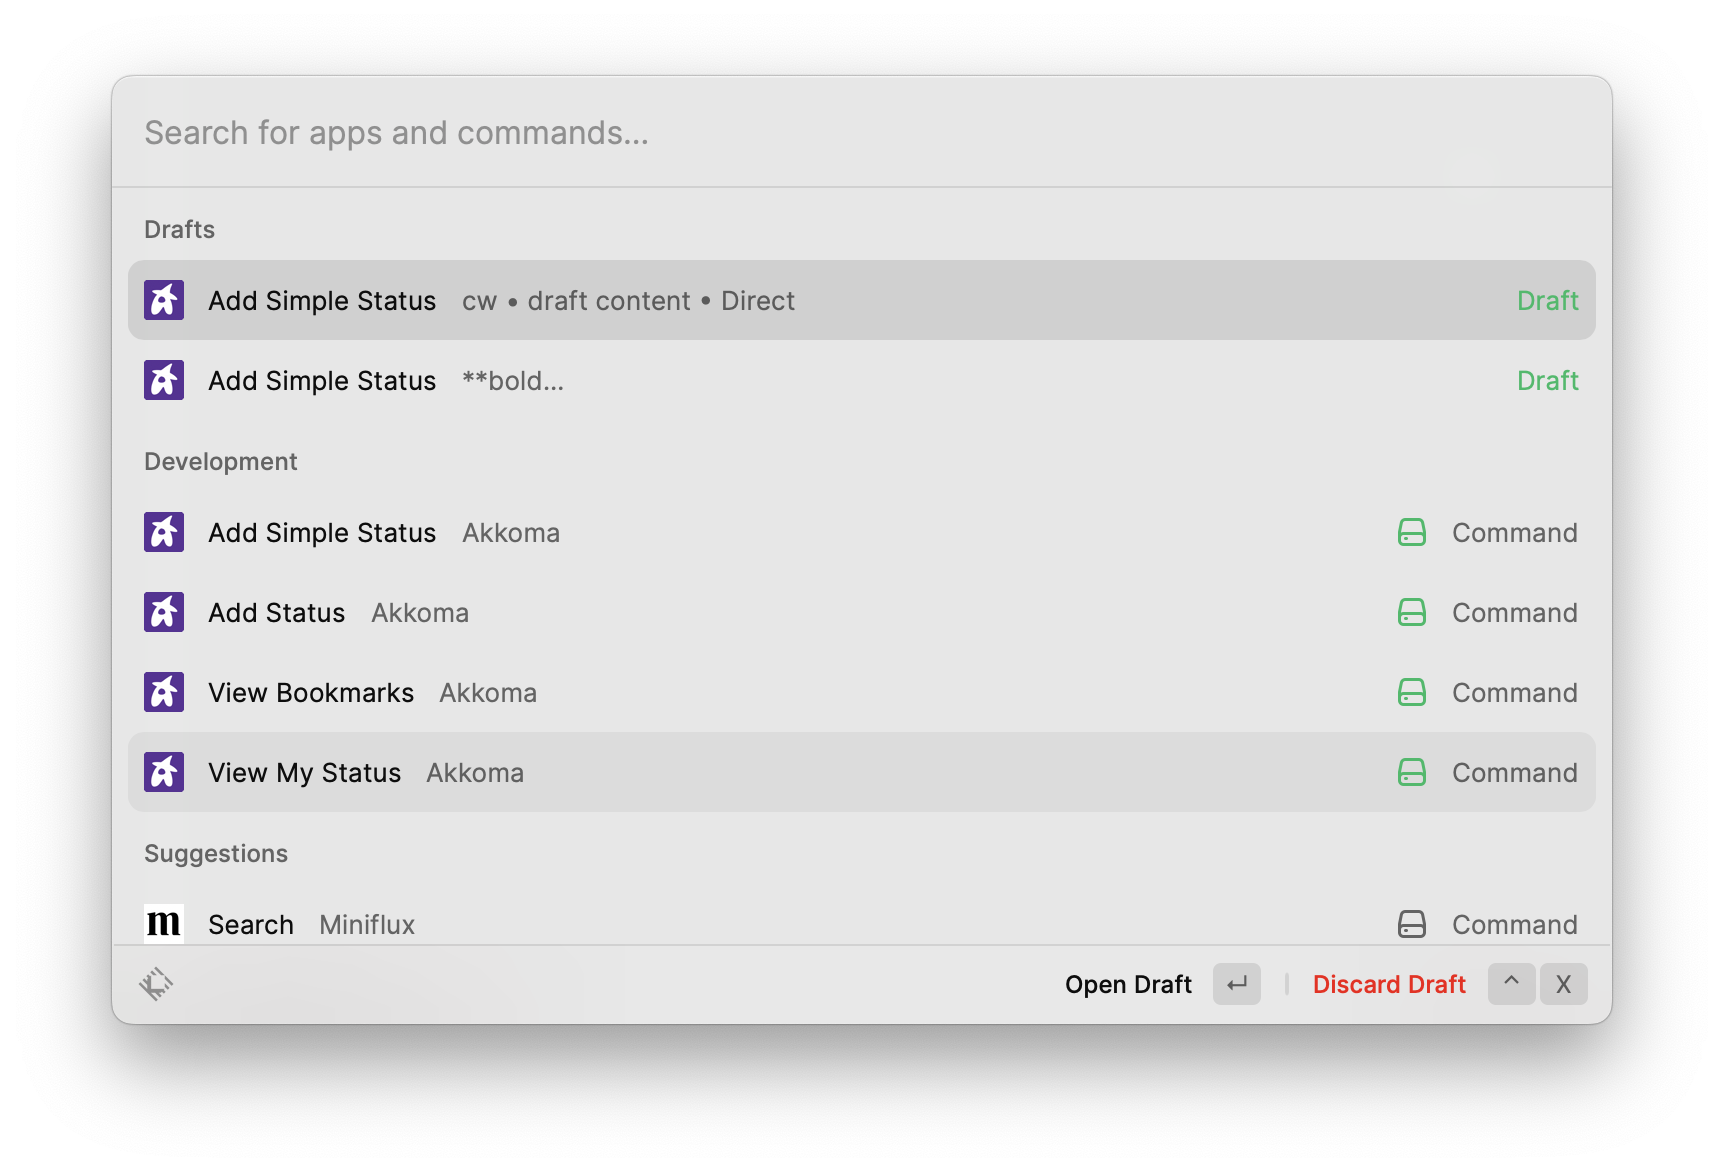 Search for apps and commands...
Drafts
Add Simple Status cw • draft content • Direct Draft
Add Simple Status **bold... Draft
Development
Add Simple Status Akkoma Command
Add Status Akkoma Command
View Bookmarks Akkoma Command
View My Status Akkoma Command
Suggestions
m Search Miniflux Command
Open Draft ↵ Discard Draft ^ X